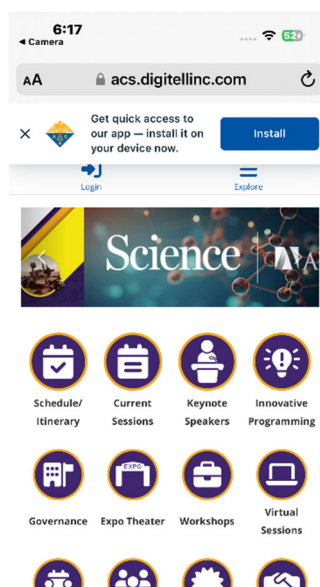 6:17
52
◄ Camera
AA acs.digitellinc.com
Get quick access to
our app — install it on
your device now.
Install
Login
Explore
Science
Schedule/
Itinerary
Current
Sessions
Keynote
Speakers
Innovative
Programming
EXPO
Governance
Expo Theater
Workshops
Virtual
Sessions